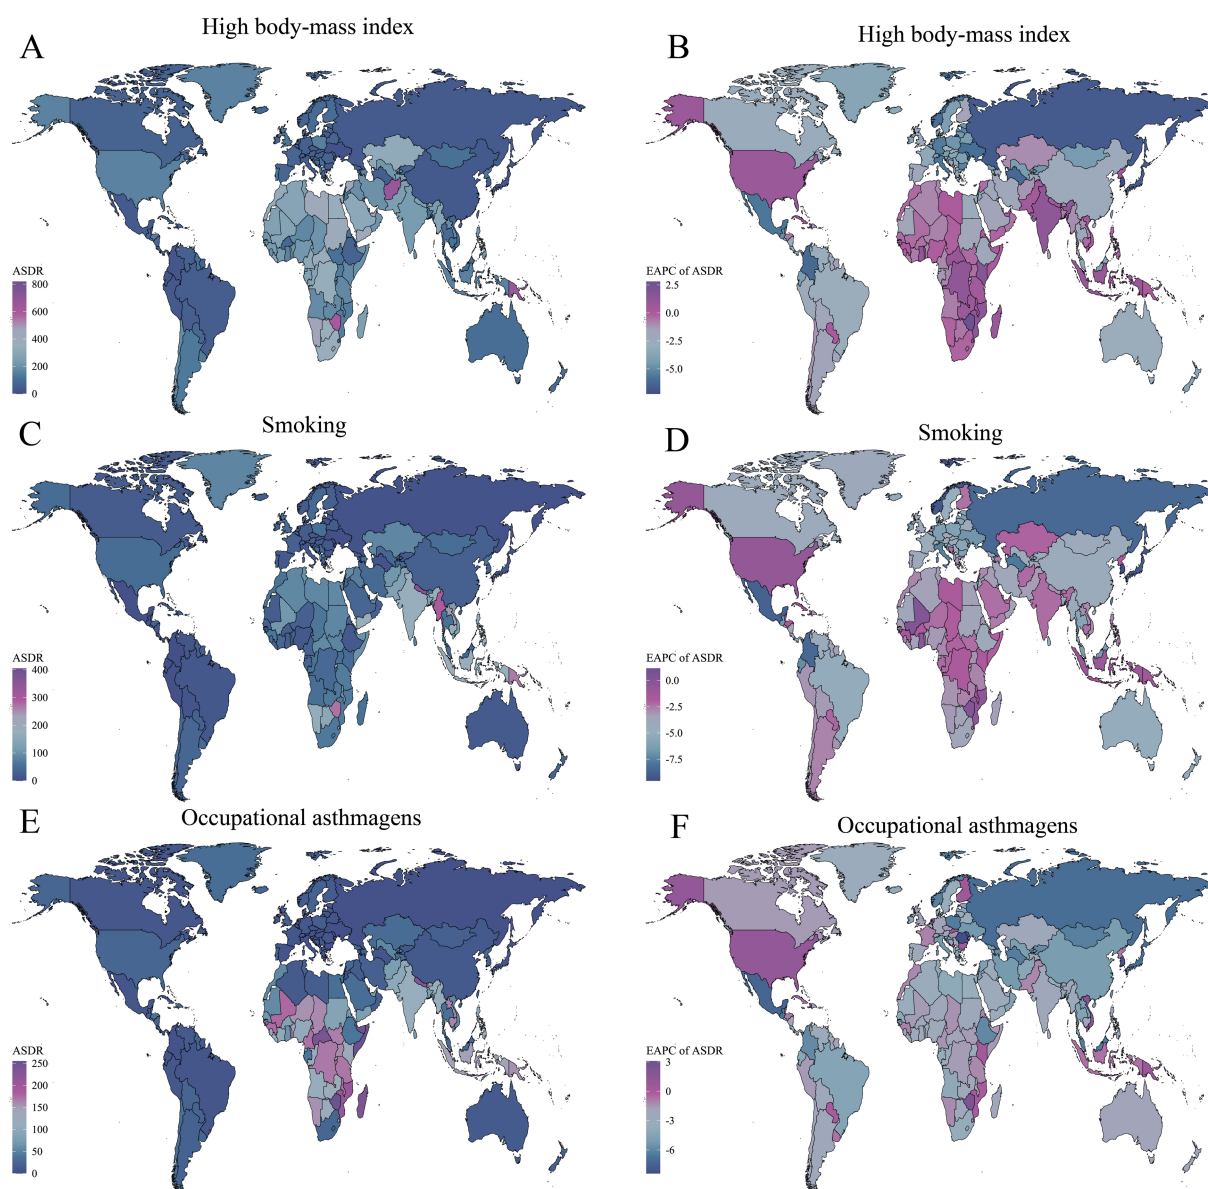 A
High body-mass index
B
High body-mass index
ASDR
800
600
400
200
0
EAPC of ASDR
2.5
0.0
-2.5
-5.0
C
Smoking
D
Smoking
ASDR
400
300
200
100
0
EAPC of ASDR
0.0
-2.5
-5.0
-7.5
E
Occupational asthmagens
F
Occupational asthmagens
ASDR
250
200
150
100
50
0
EAPC of ASDR
3
0
-3
-6